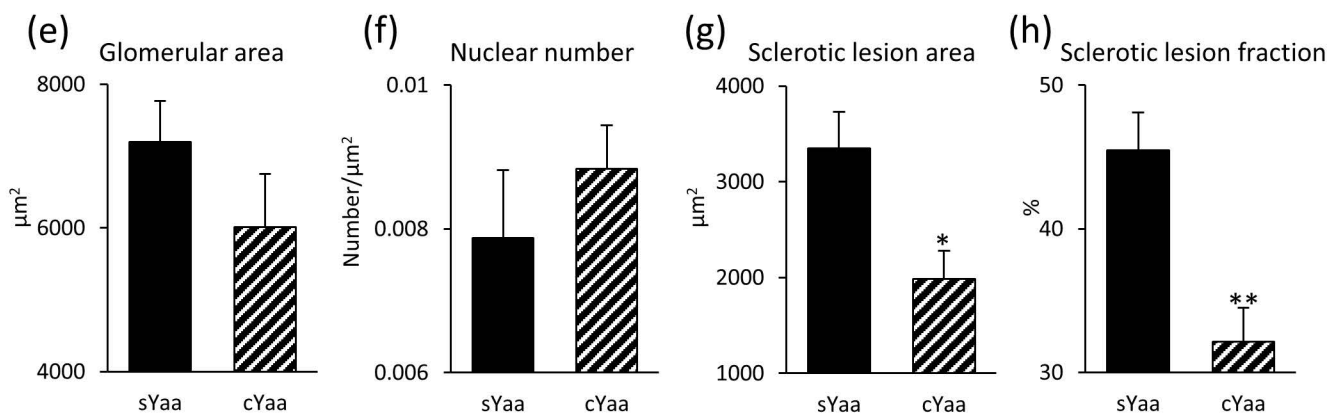 (e) Glomerular area
8000
6000
4000
μm²
sYaa cYaa
(f) Nuclear number
0.01
0.008
0.006
Number/μm²
sYaa cYaa
(g) Sclerotic lesion area
4000
3000
2000
1000
μm²
*
sYaa cYaa
(h) Sclerotic lesion fraction
50
40
30
%
**
sYaa cYaa